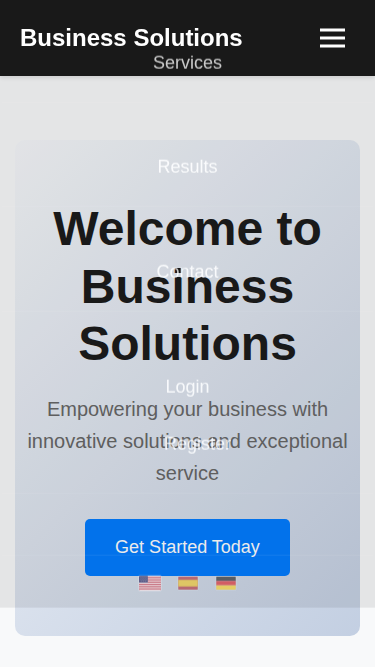 Business Solutions
Services
Results
Welcome to
Contact
Business
Solutions
Login
Empowering your business with
innovative solutions and exceptional
Register
service
Get Started Today